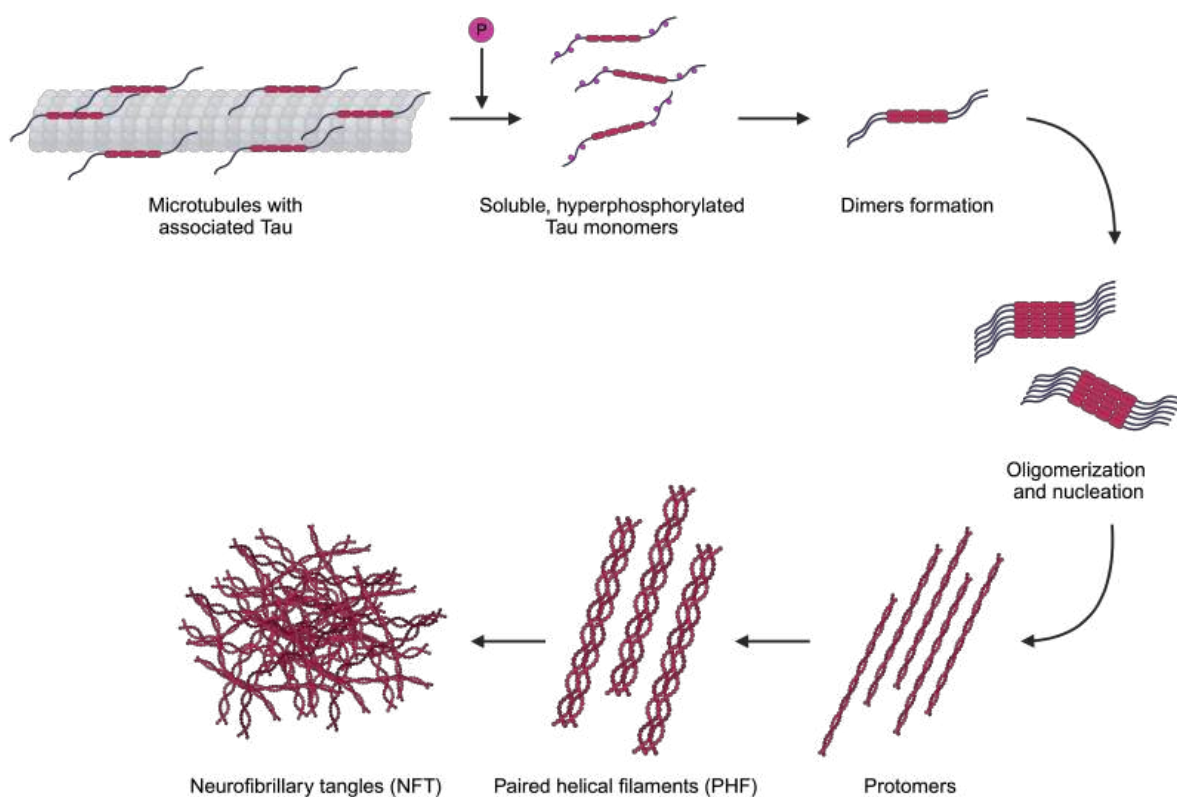 P
Microtubules with
associated Tau
Soluble, hyperphosphorylated
Tau monomers
Dimers formation
Oligomerization
and nucleation
Neurofibrillary tangles (NFT)
Paired helical filaments (PHF)
Protomers